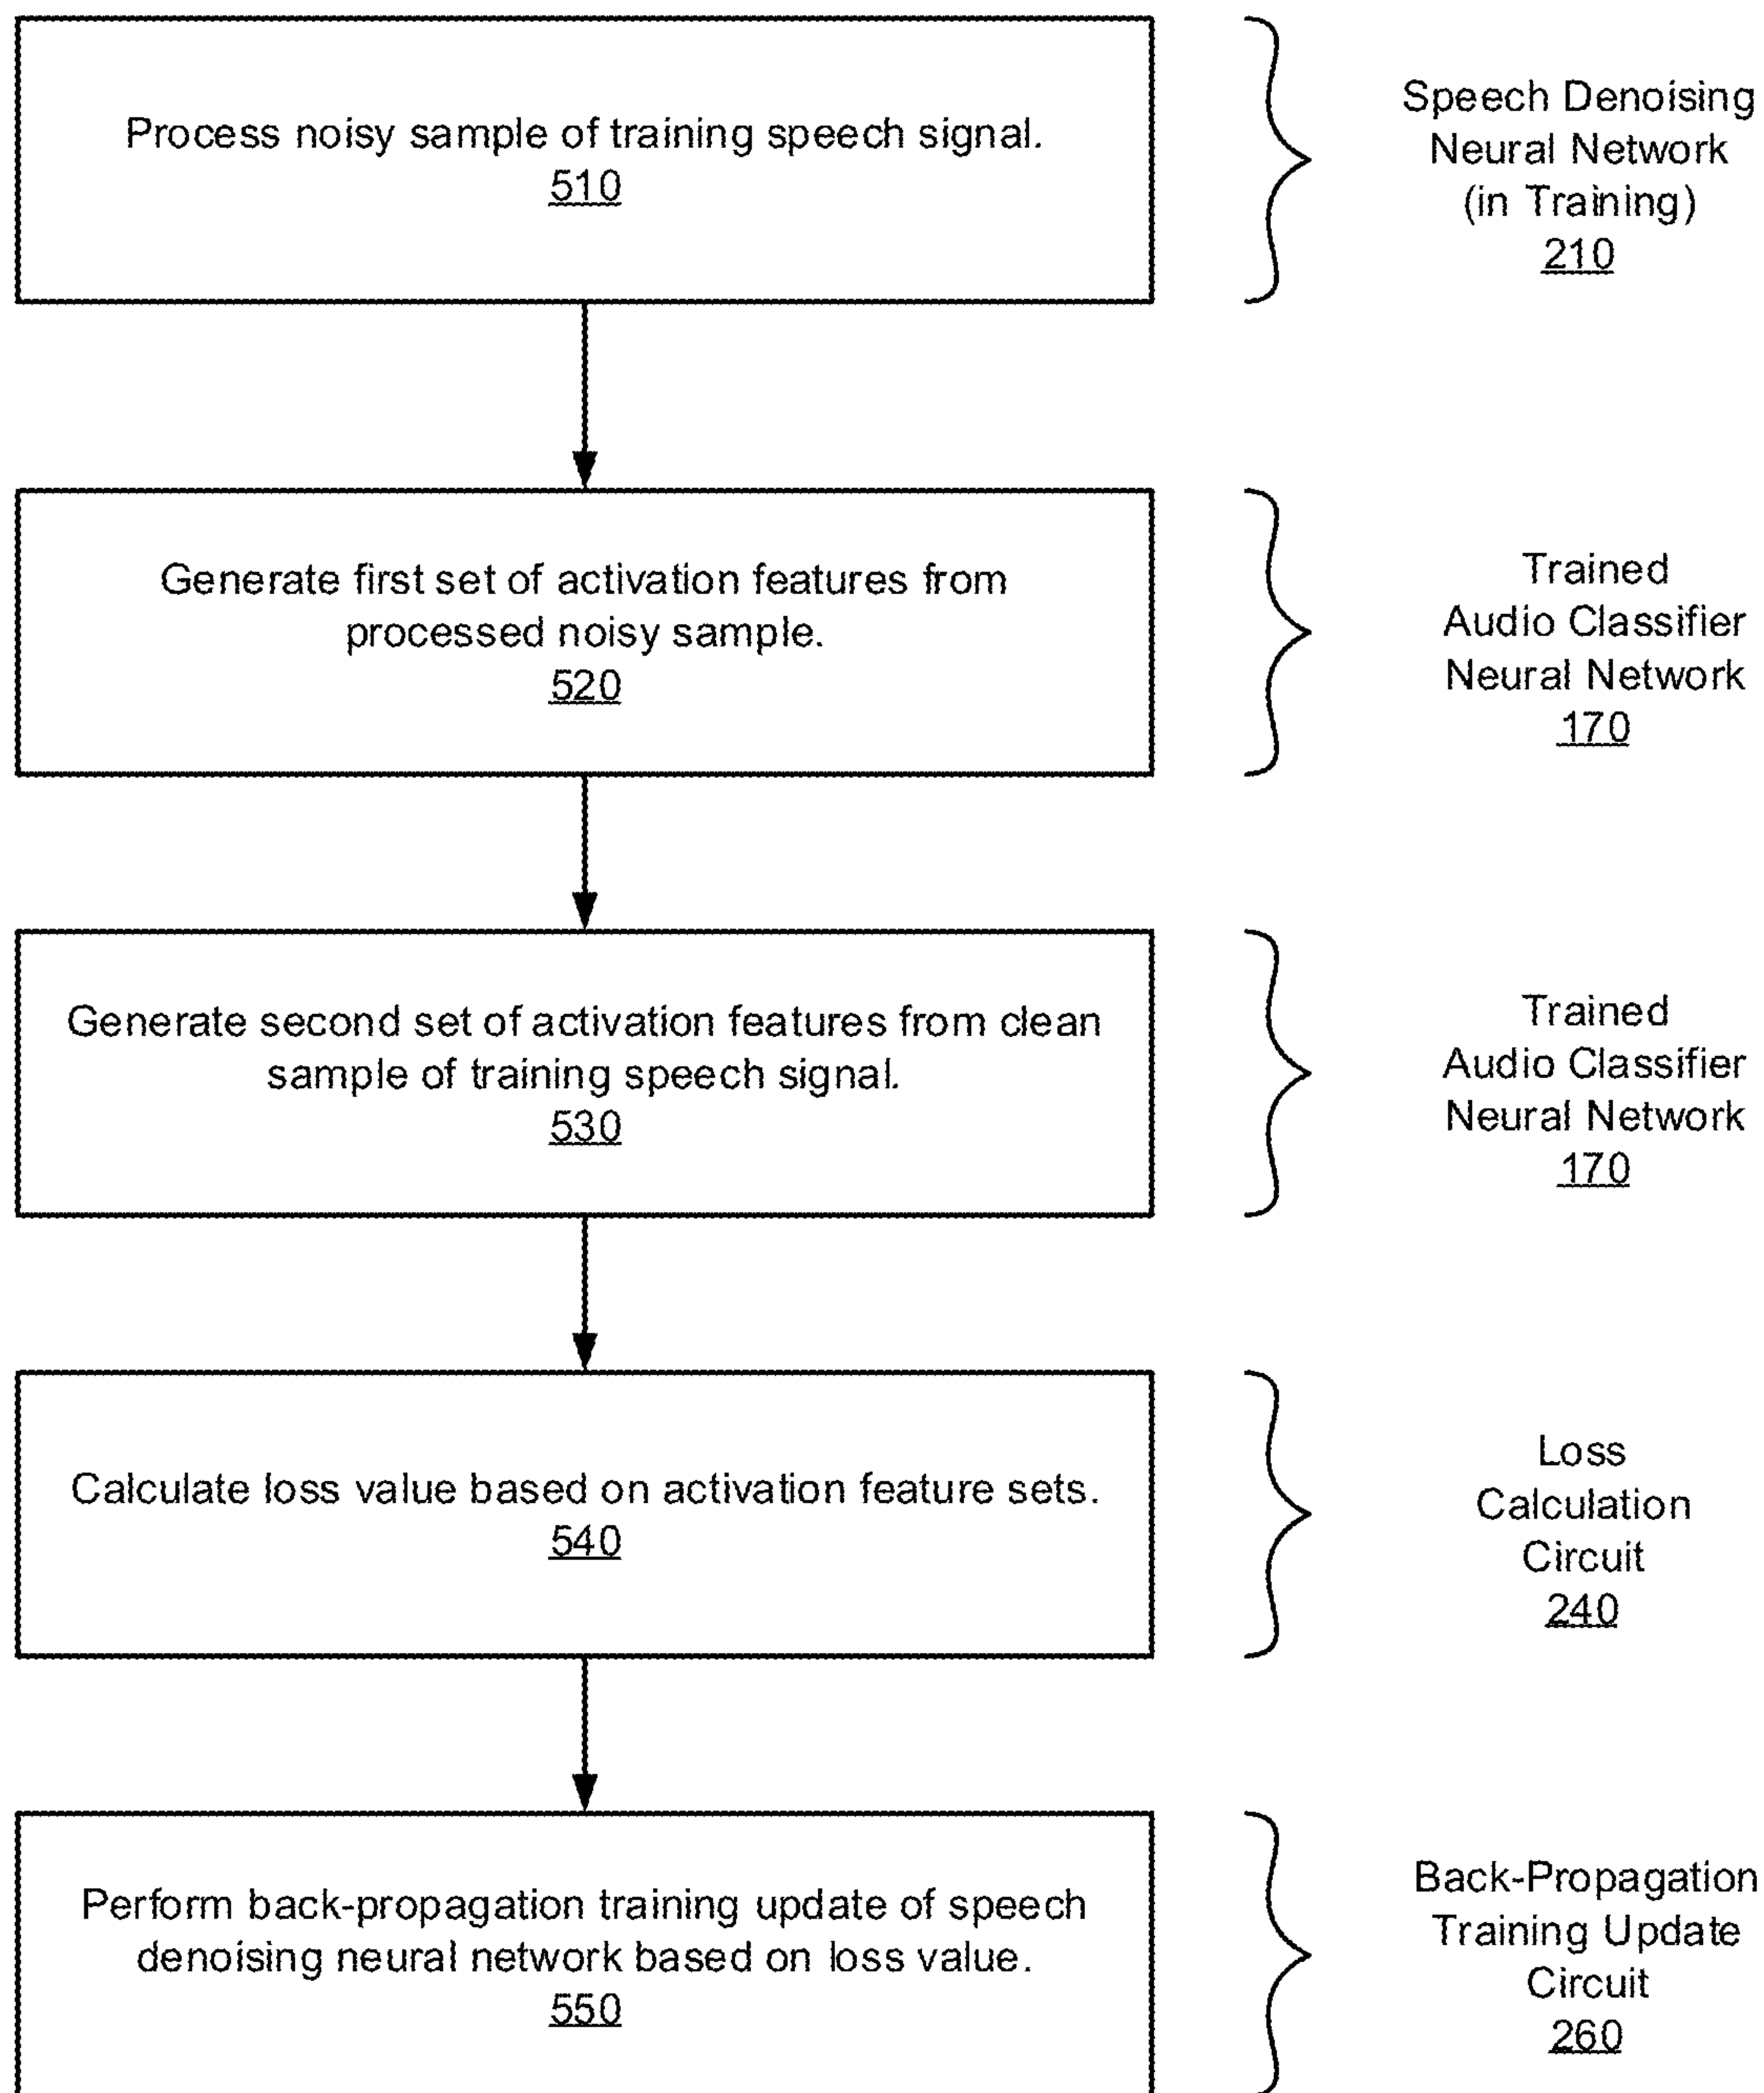 Process noisy sample of training speech signal.
510
Speech Denoising
Neural Network
(in Training)
210
Generate first set of activation features from
processed noisy sample.
520
Trained
Audio Classifier
Neural Network
170
Generate second set of activation features from clean
sample of training speech signal.
530
Trained
Audio Classifier
Neural Network
170
Calculate loss value based on activation feature sets.
540
Loss
Calculation
Circuit
240
Perform back-propagation training update of speech
denoising neural network based on loss value.
550
Back-Propagation
Training Update
Circuit
260